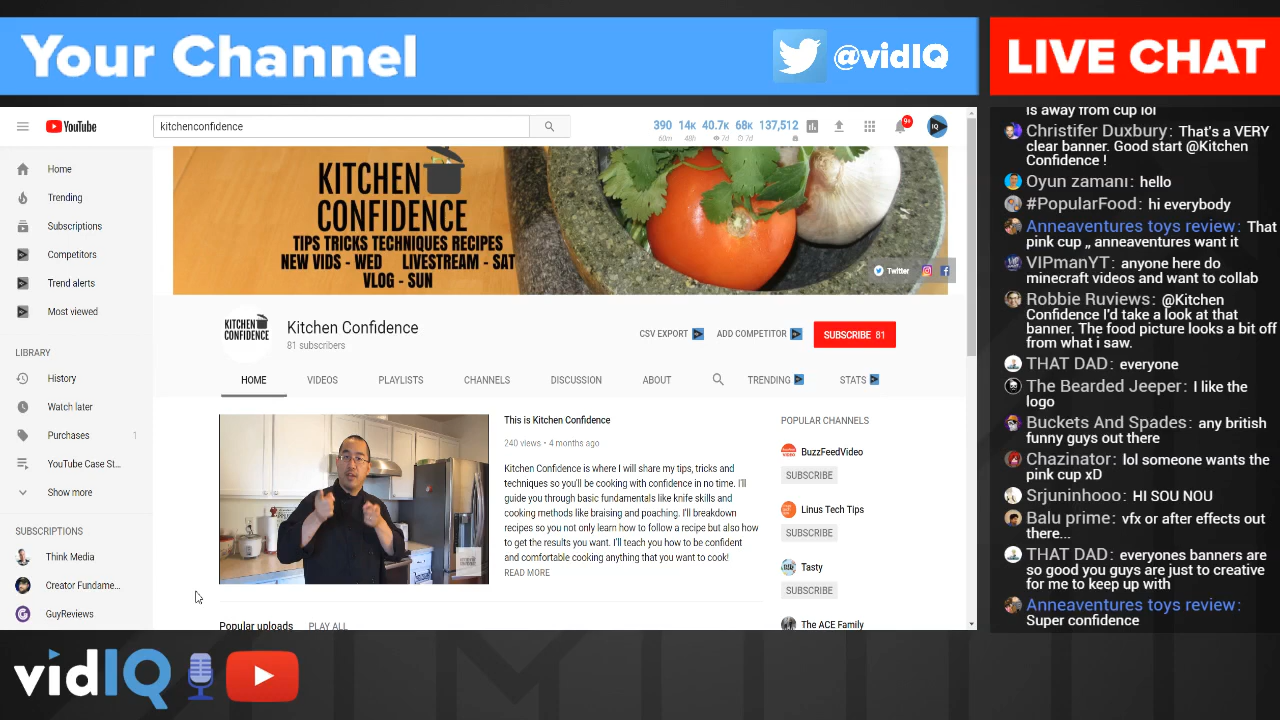 Your Channel
@vidIQ
LIVE CHAT
YouTube
kitchenconfidence
390 14k 40.7k 68k 137,512
60m 48h 7d 7d
9+
IQ
Home
Trending
Subscriptions
Competitors
Trend alerts
Most viewed
LIBRARY
History
Watch later
Purchases 1
YouTube Case St...
Show more
SUBSCRIPTIONS
Think Media
Creator Fundame...
GuyReviews
KITCHEN
CONFIDENCE
TIPS TRICKS TECHNIQUES RECIPES
NEW VIDS - WED LIVESTREAM - SAT
VLOG - SUN
Twitter
KITCHEN
CONFIDENCE
Kitchen Confidence
81 subscribers
CSV EXPORT
ADD COMPETITOR
SUBSCRIBE 81
HOME
VIDEOS
PLAYLISTS
CHANNELS
DISCUSSION
ABOUT
TRENDING
STATS
This is Kitchen Confidence
240 views • 4 months ago
Kitchen Confidence is where I will share my tips, tricks and
techniques so you'll be cooking with confidence in no time. I'll
guide you through basic fundamentals like knife skills and
cooking methods like braising and poaching. I'll breakdown
recipes so you not only learn how to follow a recipe but also how
to get the results you want. I'll teach you how to be confident
and comfortable cooking anything that you want to cook!
READ MORE
Popular uploads PLAY ALL
POPULAR CHANNELS
BuzzFeedVideo
SUBSCRIBE
Linus Tech Tips
SUBSCRIBE
Tasty
SUBSCRIBE
The ACE Family
is away from cup lol
Christifer Duxbury: That's a VERY
clear banner. Good start @Kitchen
Confidence !
Oyun zamanı: hello
#PopularFood: hi everybody
Anneaventures toys review: That
pink cup ,, anneaventures want it
VIPmanYT: anyone here do
minecraft videos and want to collab
Robbie Ruviews: @Kitchen
Confidence I'd take a look at that
banner. The food picture looks a bit off
from what i saw.
THAT DAD: everyone
The Bearded Jeeper: I like the
logo
Buckets And Spades: any british
funny guys out there
Chazinator: lol someone wants the
pink cup xD
Srjuninhooo: HI SOU NOU
Balu prime: vfx or after effects out
there...
THAT DAD: everyones banners are
so good you guys are just to creative
for me to keep up with
Anneaventures toys review:
Super confidence
vidIQ